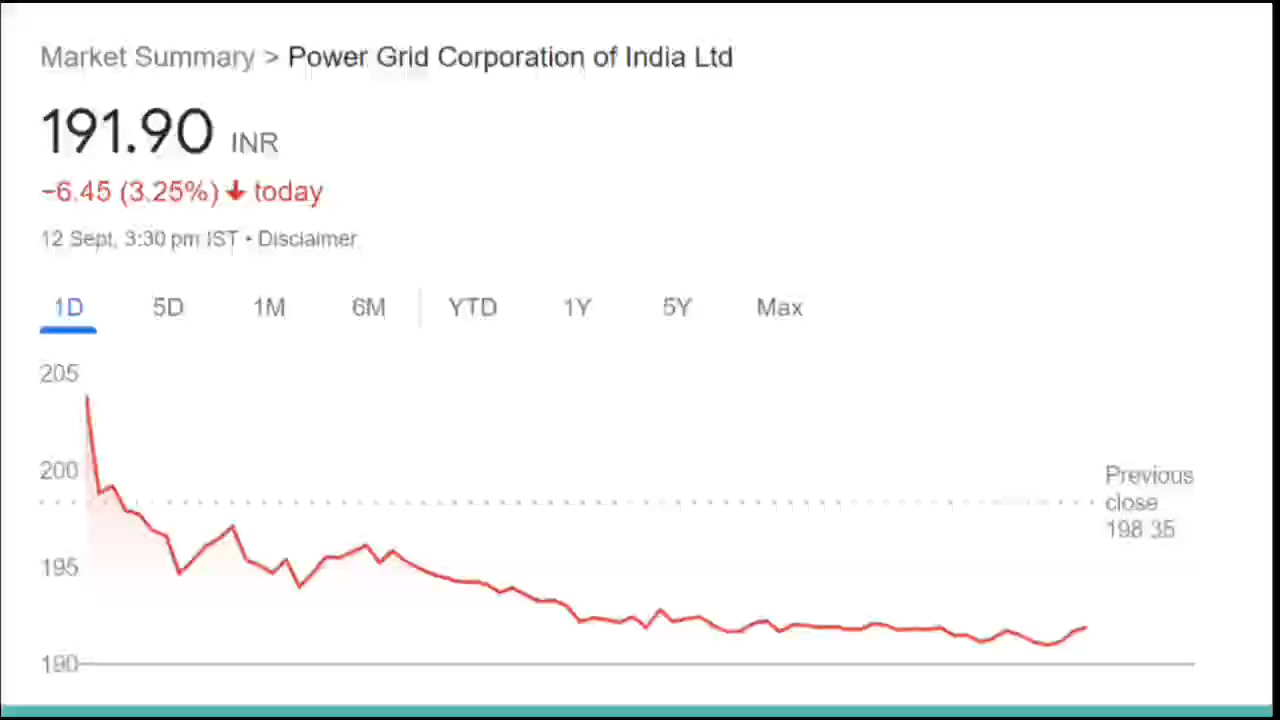 Market Summary > Power Grid Corporation of India Ltd
191.90 INR
−6.45 (3.25%) ↓ today
12 Sept, 3:30 pm IST • Disclaimer
1D 5D 1M 6M YTD 1Y 5Y Max
205
200
195
190
Previous
close
198.35